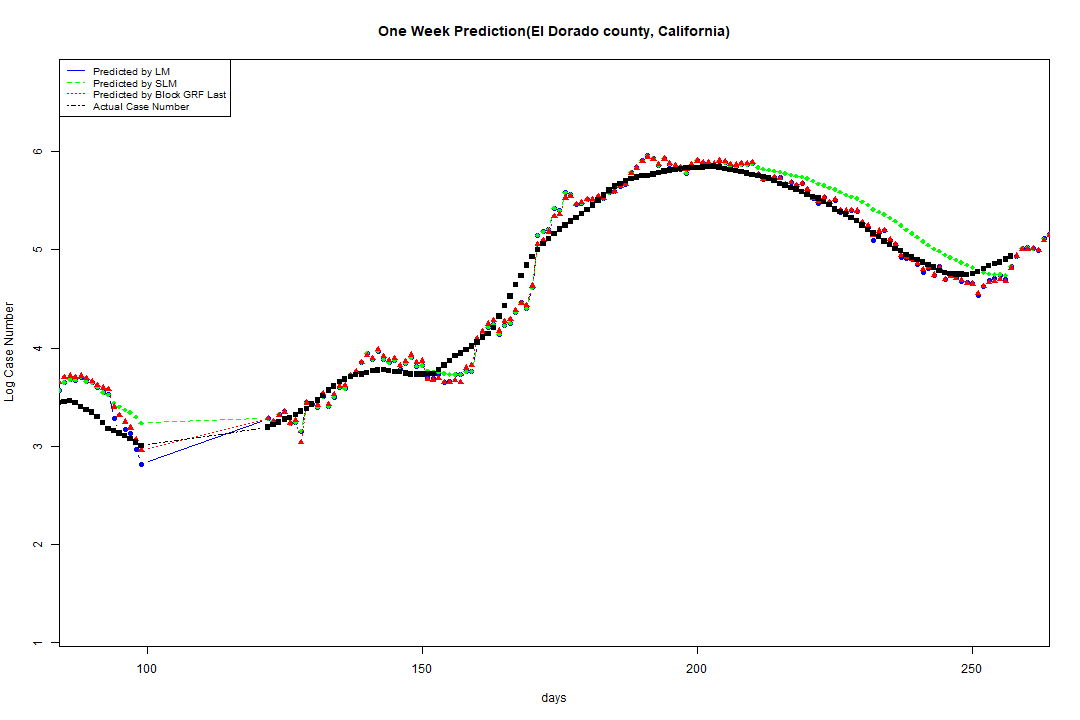 One Week Prediction(El Dorado county, California)
Predicted by LM
Predicted by SLM
Predicted by Block GRF Last
Actual Case Number
6
5
4
3
2
1
Log Case Number
100 150 200 250
days